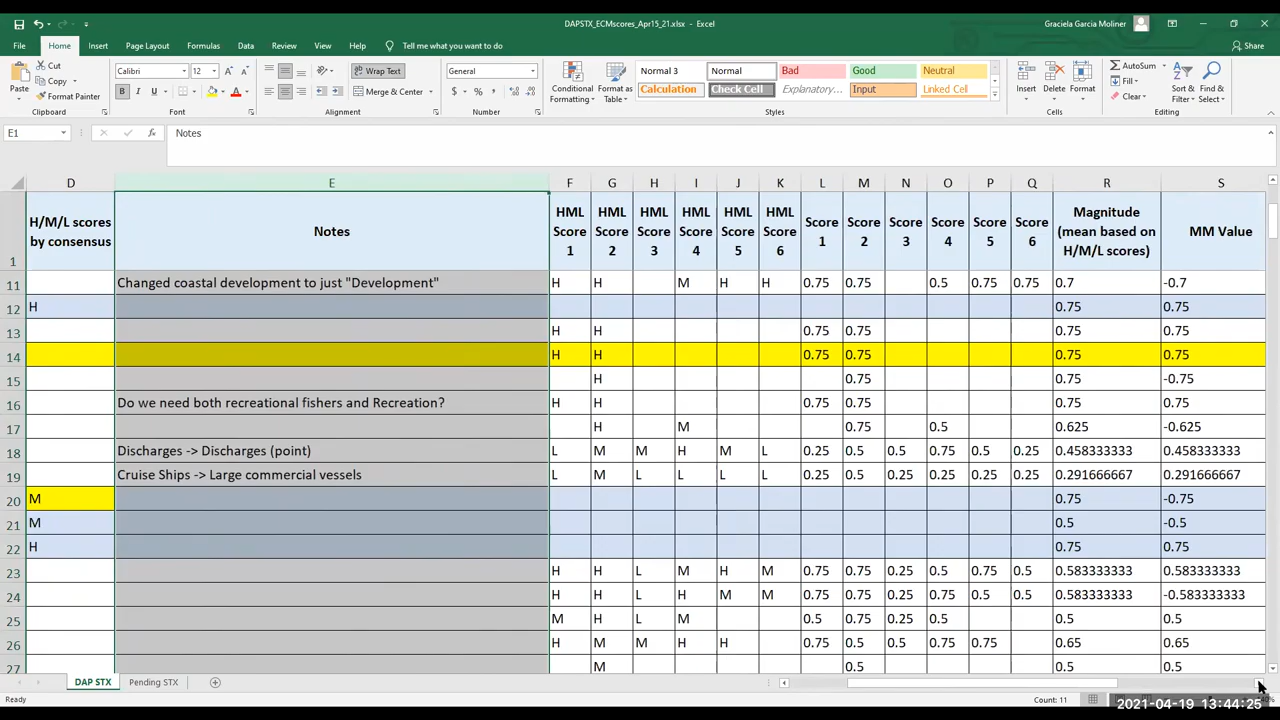 DAPSTX_ECMscores_Apr15_21.xlsx - Excel
Graciela Garcia Moliner
File Home Insert Page Layout Formulas Data Review View Help Tell me what you want to do Share
Paste
Cut
Copy
Format Painter
Clipboard
Calibri 12
B I U
Font
Wrap Text
Merge & Center
Alignment
General
$ % ,
Number
Conditional Formatting
Format as Table
Normal 3 Normal Bad Good Neutral
Calculation Check Cell Explanatory... Input Linked Cell
Styles
Insert Delete Format
Cells
AutoSum
Fill
Clear
Sort & Filter
Find & Select
Editing
E1 fx Notes
D E F G H I J K L M N O P Q R S
1 H/M/L scores by consensus Notes HML Score 1 HML Score 2 HML Score 3 HML Score 4 HML Score 5 HML Score 6 Score 1 Score 2 Score 3 Score 4 Score 5 Score 6 Magnitude (mean based on H/M/L scores) MM Value
11 Changed coastal development to just "Development" H H M H H 0.75 0.75 0.5 0.75 0.75 0.7 -0.7
12 H 0.75 0.75
13 H H 0.75 0.75 0.75 0.75
14 H H 0.75 0.75 0.75 0.75
15 H 0.75 0.75 -0.75
16 Do we need both recreational fishers and Recreation? H H 0.75 0.75 0.75 0.75
17 H M 0.75 0.5 0.625 -0.625
18 Discharges -> Discharges (point) L M M H M L 0.25 0.5 0.5 0.75 0.5 0.25 0.458333333 0.458333333
19 Cruise Ships -> Large commercial vessels L M L L L L 0.25 0.5 0.25 0.25 0.25 0.25 0.291666667 0.291666667
20 M 0.75 -0.75
21 M 0.5 -0.5
22 H 0.75 0.75
23 H H L M H M 0.75 0.75 0.25 0.5 0.75 0.5 0.583333333 0.583333333
24 H H L H M M 0.75 0.75 0.25 0.75 0.5 0.5 0.583333333 -0.583333333
25 M H L M 0.5 0.75 0.25 0.5 0.5 0.5
26 H M M H H 0.75 0.5 0.5 0.75 0.75 0.65 0.65
27 M 0.5 0.5 0.5
DAP STX Pending STX
Ready Count: 11
2021-04-19 13:44:25